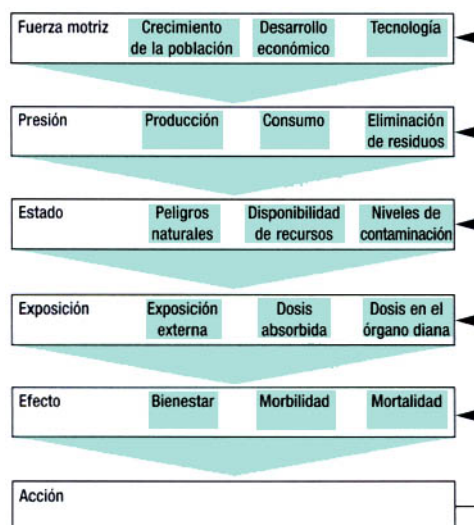 Fuerza motriz
Crecimiento
de la población
Desarrollo
económico
Tecnología
Presión
Producción
Consumo
Eliminación
de residuos
Estado
Peligros
naturales
Disponibilidad
de recursos
Niveles de
contaminación
Exposición
Exposición
externa
Dosis
absorbida
Dosis en el
órgano diana
Efecto
Bienestar
Morbilidad
Mortalidad
Acción